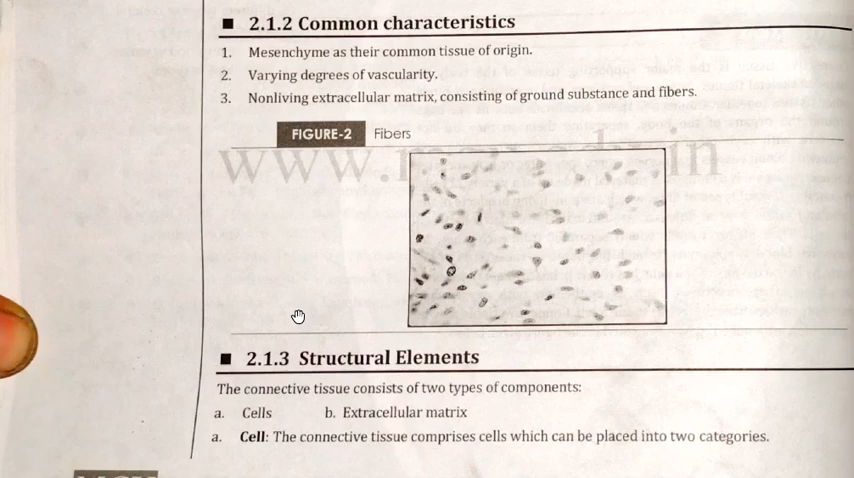 ■ 2.1.2 Common characteristics
1. Mesenchyme as their common tissue of origin.
2. Varying degrees of vascularity.
3. Nonliving extracellular matrix, consisting of ground substance and fibers.
FIGURE-2 Fibers
■ 2.1.3 Structural Elements
The connective tissue consists of two types of components:
a. Cells b. Extracellular matrix
a. Cell: The connective tissue comprises cells which can be placed into two categories.